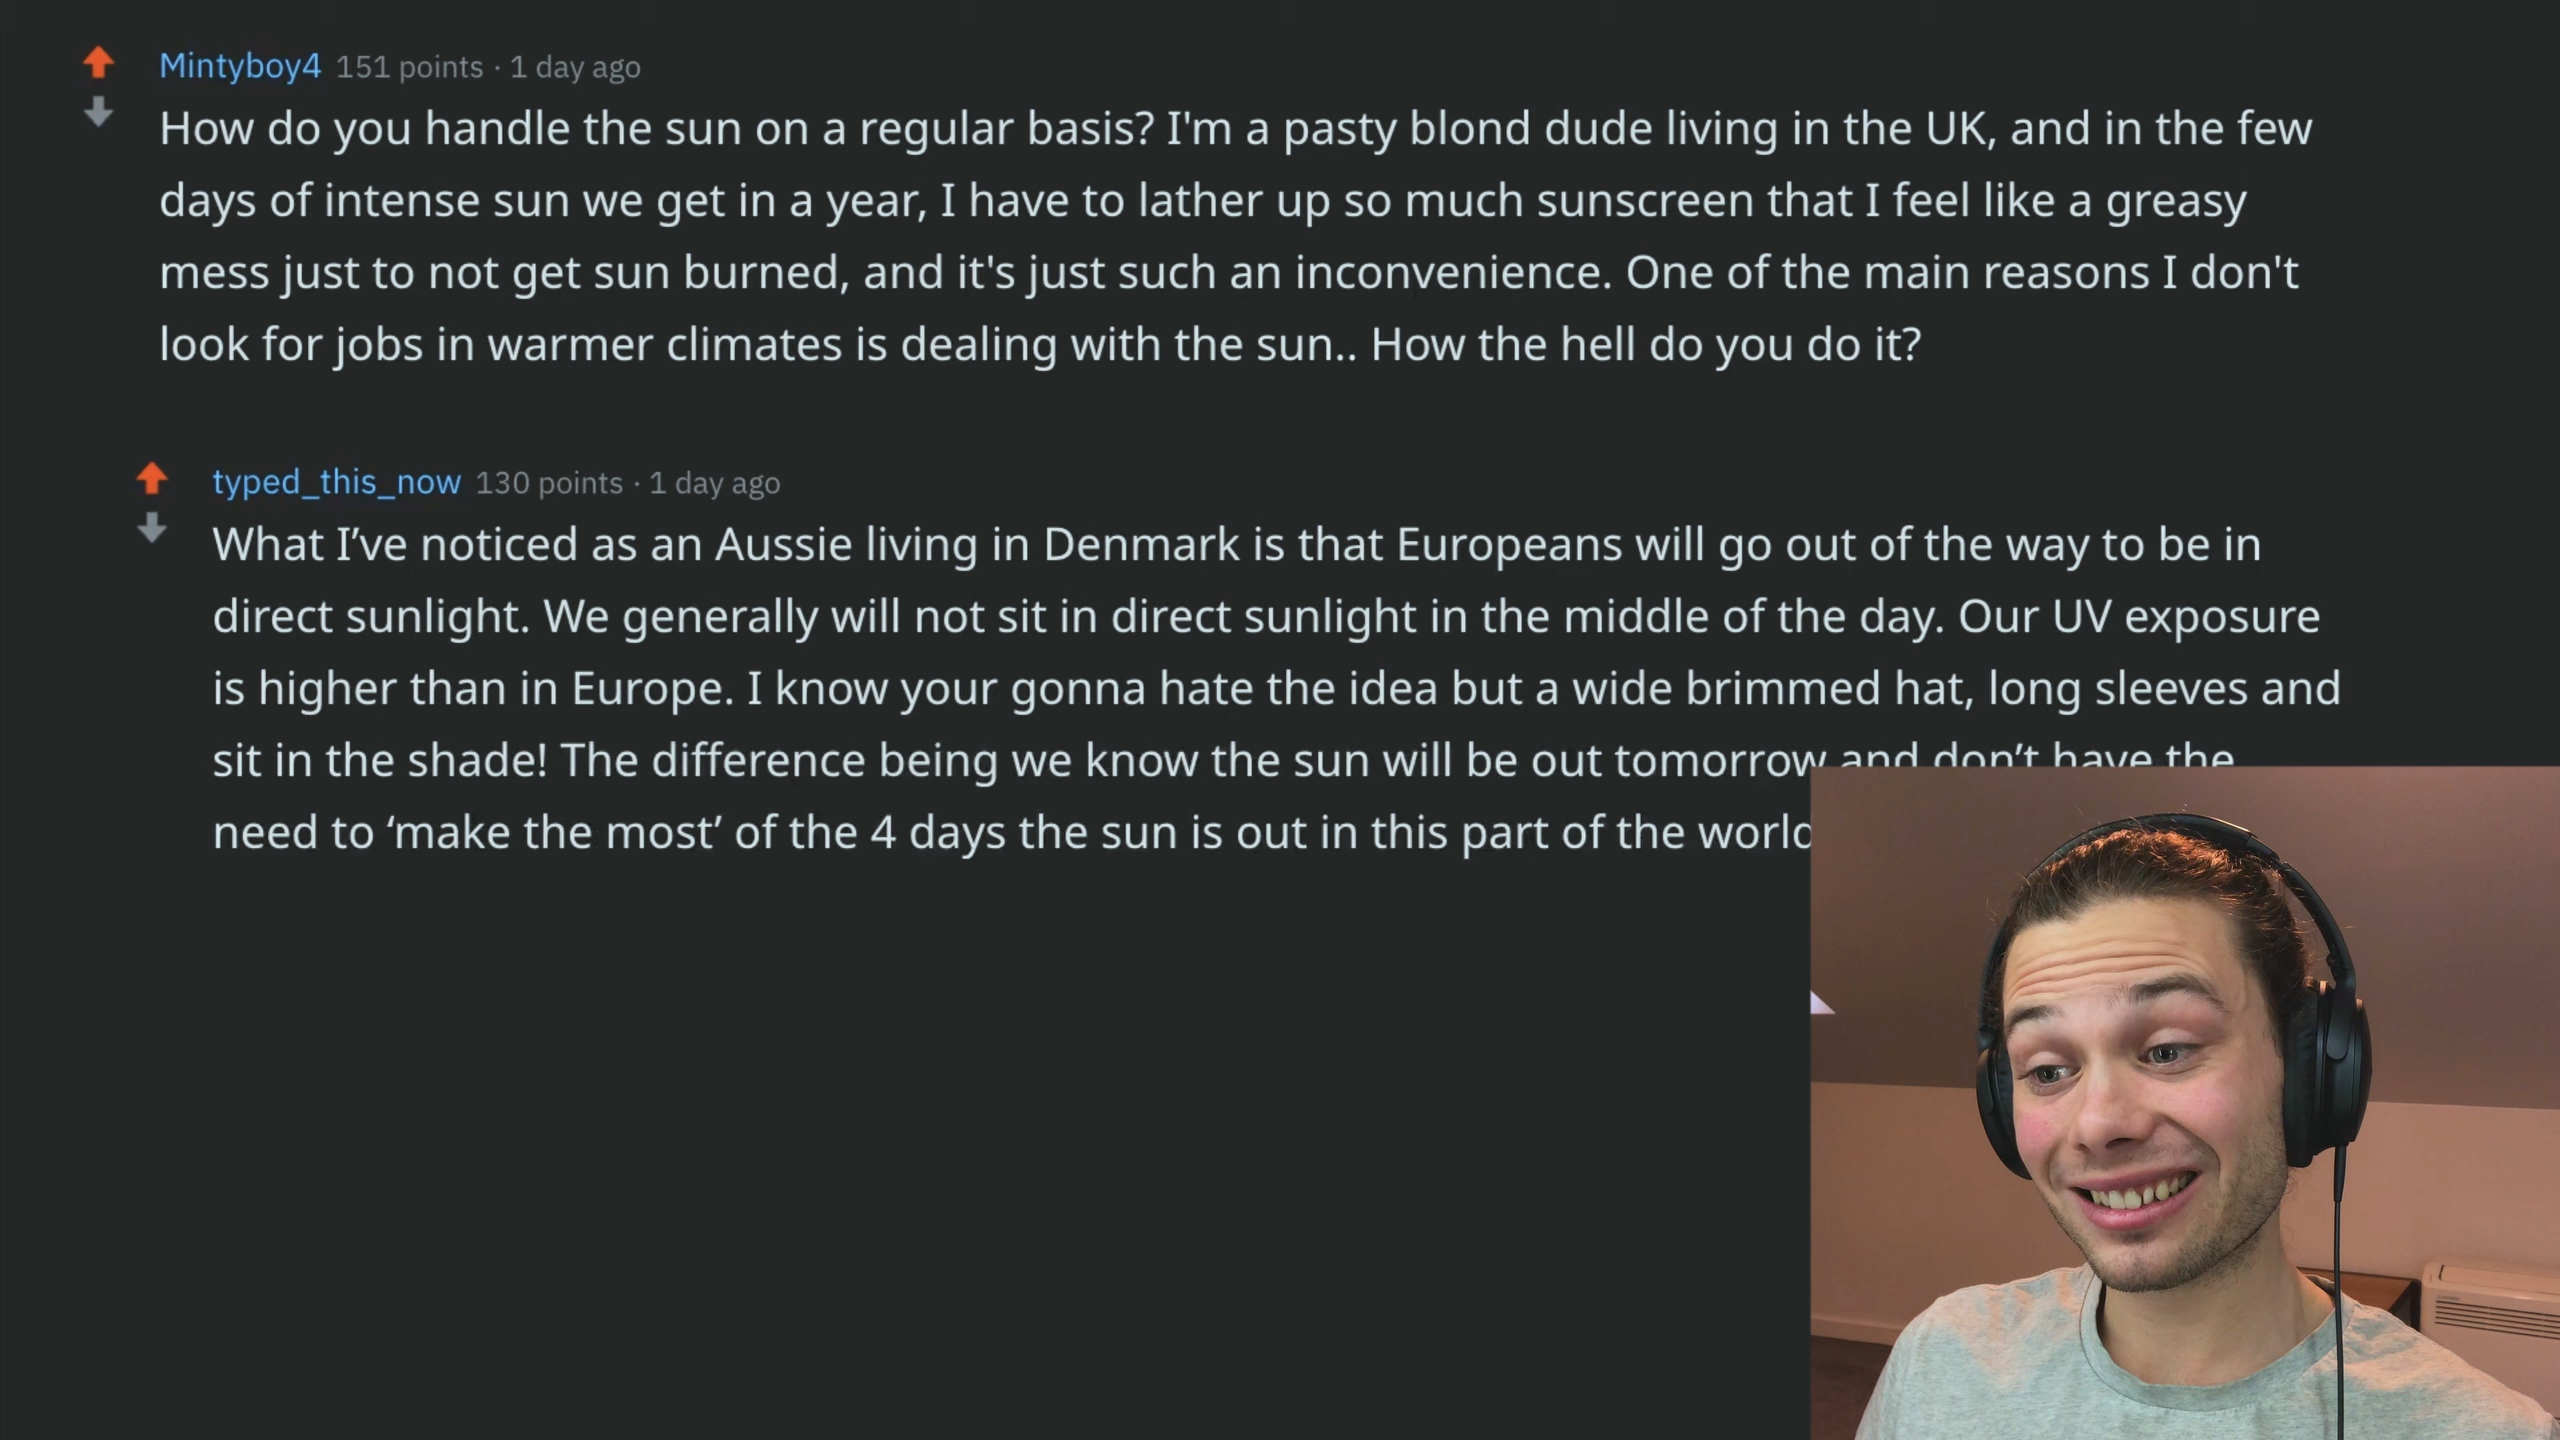 Mintyboy4 151 points · 1 day ago
How do you handle the sun on a regular basis? I'm a pasty blond dude living in the UK, and in the few
days of intense sun we get in a year, I have to lather up so much sunscreen that I feel like a greasy
mess just to not get sun burned, and it's just such an inconvenience. One of the main reasons I don't
look for jobs in warmer climates is dealing with the sun.. How the hell do you do it?
typed_this_now 130 points · 1 day ago
What I’ve noticed as an Aussie living in Denmark is that Europeans will go out of the way to be in
direct sunlight. We generally will not sit in direct sunlight in the middle of the day. Our UV exposure
is higher than in Europe. I know your gonna hate the idea but a wide brimmed hat, long sleeves and
sit in the shade! The difference being we know the sun will be out tomorrow and don’t have the
need to ‘make the most’ of the 4 days the sun is out in this part of the world